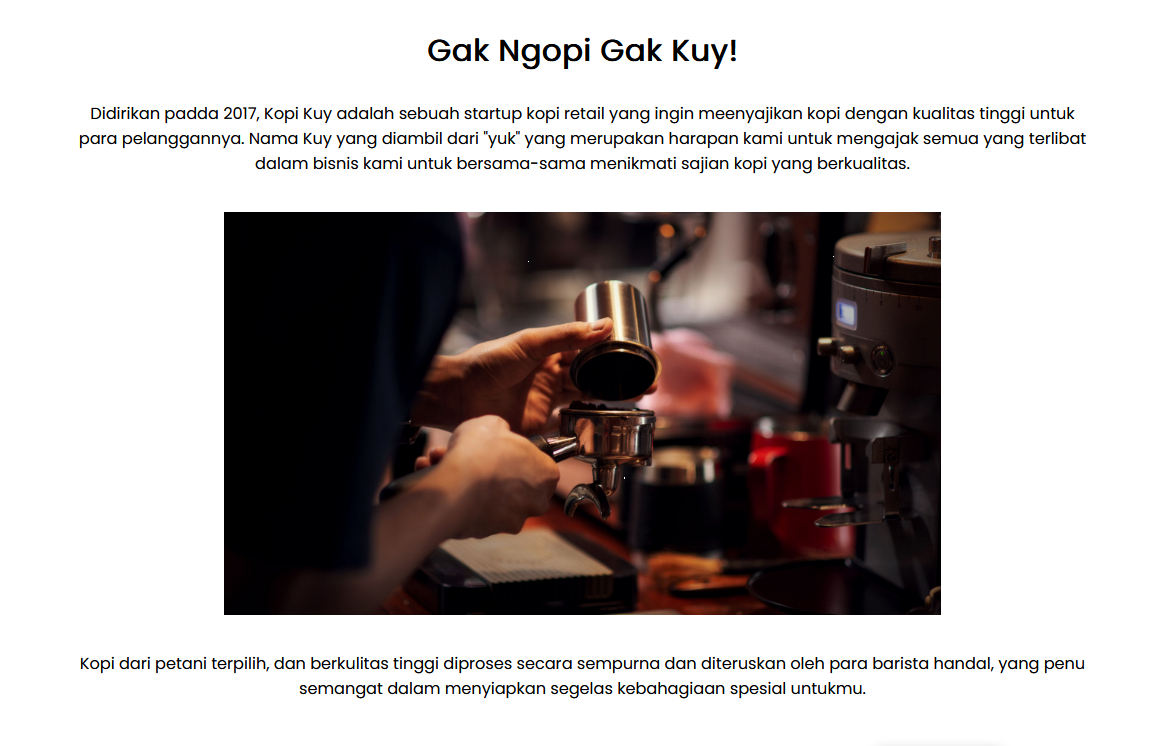 Gak Ngopi Gak Kuy!
Didirikan padda 2017, Kopi Kuy adalah sebuah startup kopi retail yang ingin meenyajikan kopi dengan kualitas tinggi untuk
para pelanggannya. Nama Kuy yang diambil dari "yuk" yang merupakan harapan kami untuk mengajak semua yang terlibat
dalam bisnis kami untuk bersama-sama menikmati sajian kopi yang berkualitas.
Kopi dari petani terpilih, dan berkulitas tinggi diproses secara sempurna dan diteruskan oleh para barista handal, yang penu
semangat dalam menyiapkan segelas kebahagiaan spesial untukmu.